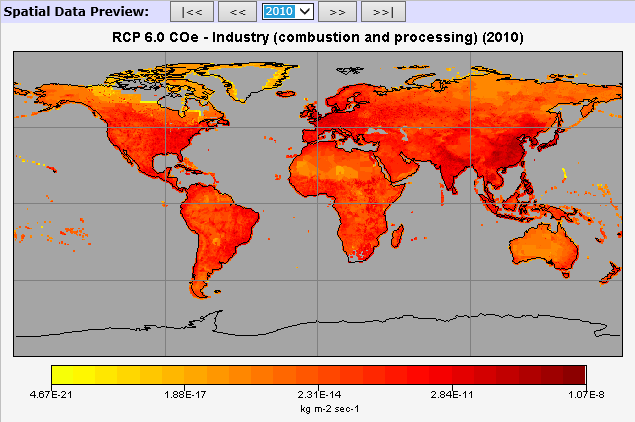 Spatial Data Preview: |<< << 2010 >> >>|
RCP 6.0 COe - Industry (combustion and processing) (2010)
4.67E-21 1.88E-17 2.31E-14 2.84E-11 1.07E-8
kg m-2 sec-1